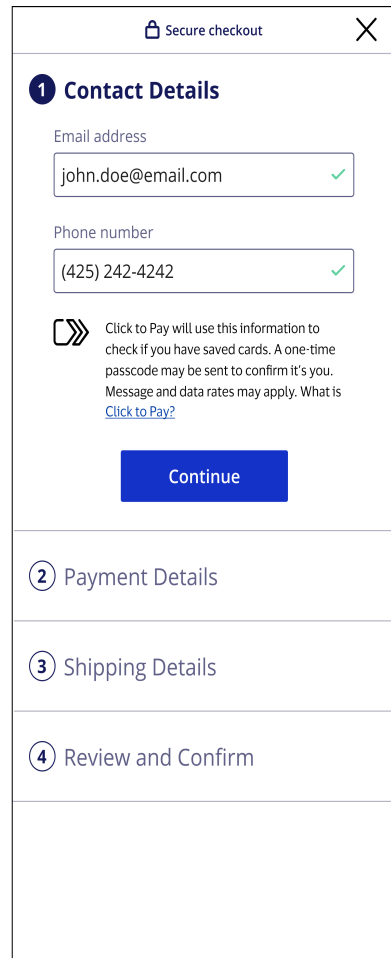 Secure checkout
1 Contact Details
Email address
john.doe@email.com
Phone number
(425) 242-4242
Click to Pay will use this information to
check if you have saved cards. A one-time
passcode may be sent to confirm it's you.
Message and data rates may apply. What is
Click to Pay?
Continue
2 Payment Details
3 Shipping Details
4 Review and Confirm